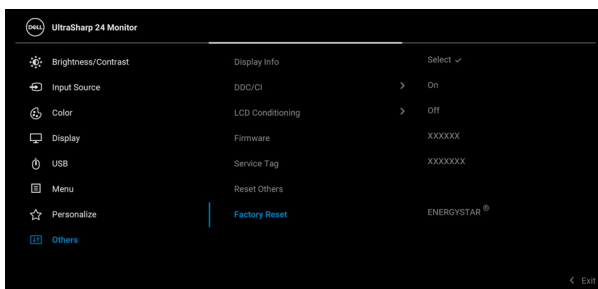 DELL UltraSharp 24 Monitor
Brightness/Contrast Display Info Select ✓
Input Source DDC/CI > On
Color LCD Conditioning > Off
Display Firmware XXXXXX
USB Service Tag XXXXXXX
Menu Reset Others
Personalize Factory Reset ENERGYSTAR ®
Others
< Exit